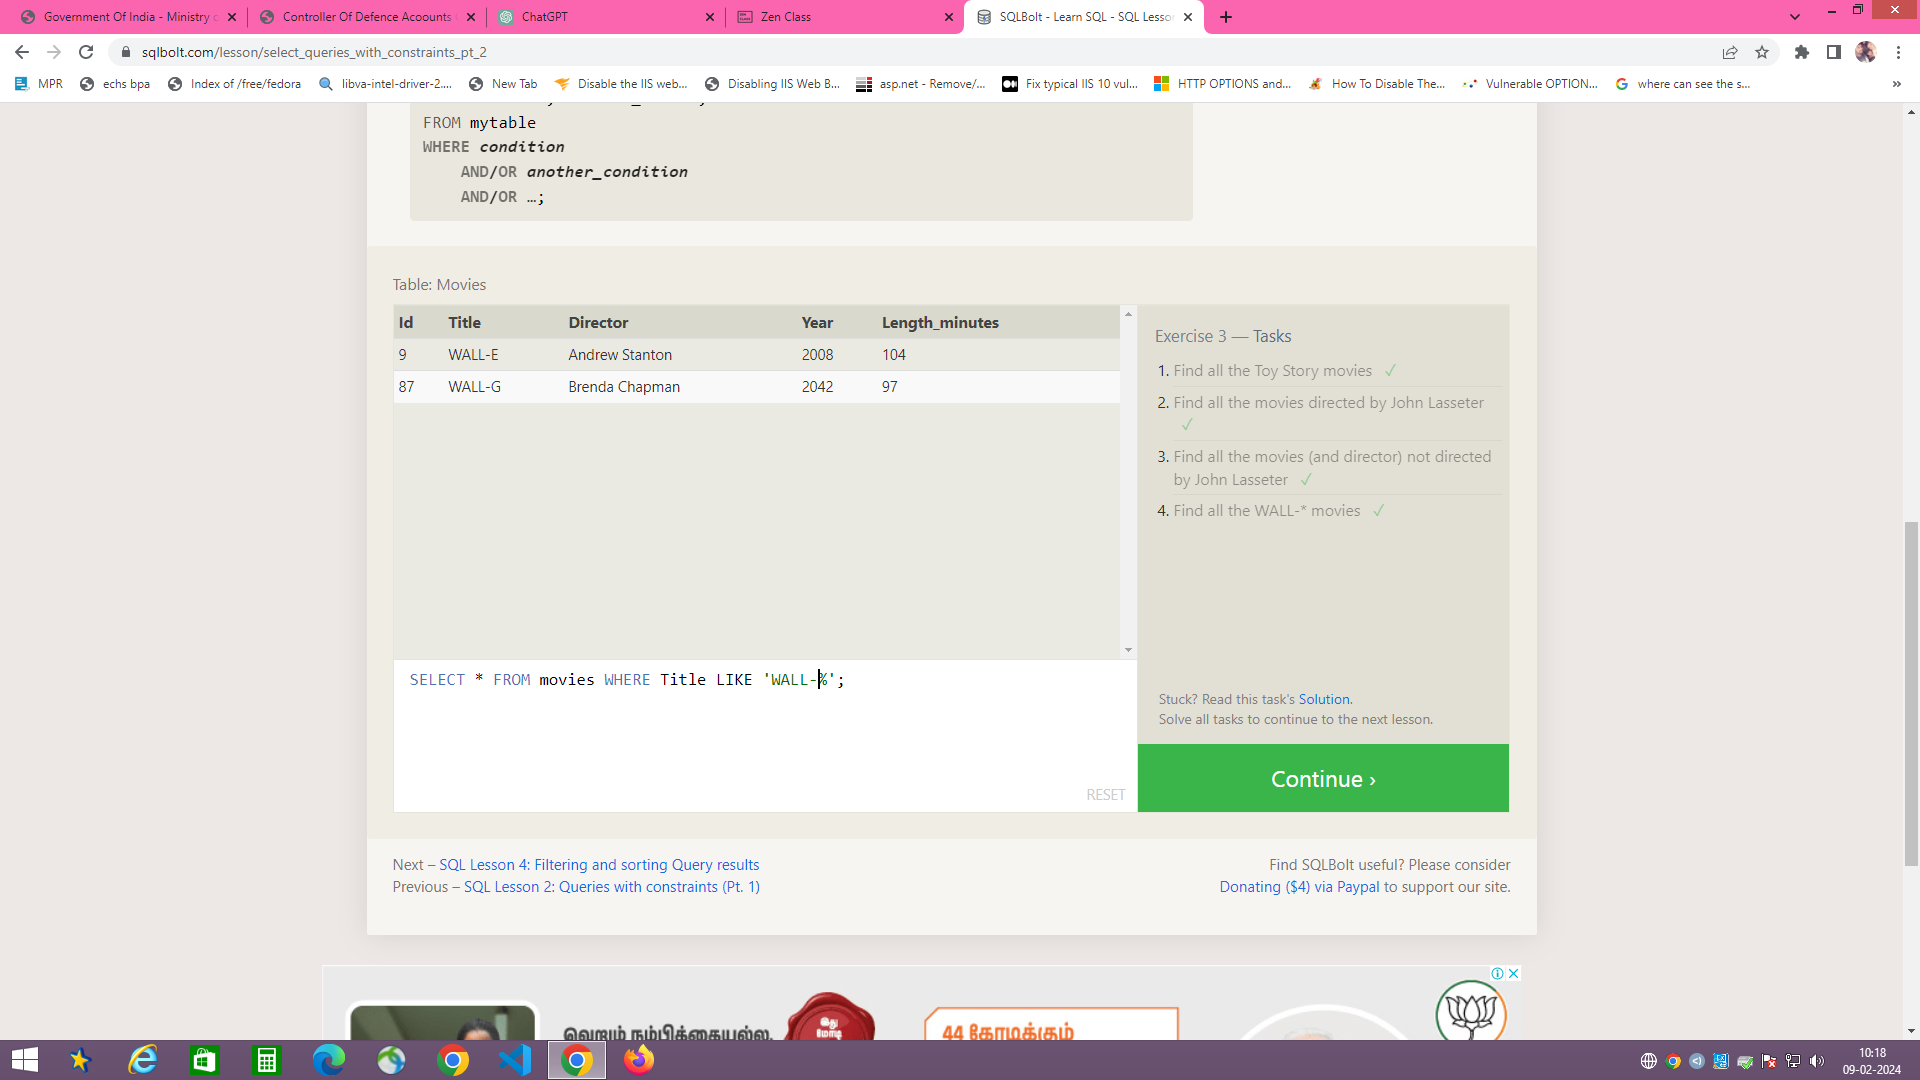 Government Of India - Ministry o
Controller Of Defence Acoounts
ChatGPT
Zen Class
SQLBolt - Learn SQL - SQL Lesso
sqlbolt.com/lesson/select_queries_with_constraints_pt_2
MPR
echs bpa
Index of /free/fedora
libva-intel-driver-2....
New Tab
Disable the IIS web...
Disabling IIS Web B...
asp.net - Remove/...
Fix typical IIS 10 vul...
HTTP OPTIONS and...
How To Disable The...
Vulnerable OPTION...
where can see the s...
»
FROM mytable
WHERE condition
AND/OR another_condition
AND/OR …;
Table: Movies
Id Title Director Year Length_minutes
9 WALL-E Andrew Stanton 2008 104
87 WALL-G Brenda Chapman 2042 97
SELECT * FROM movies WHERE Title LIKE 'WALL-%';
RESET
Exercise 3 — Tasks
1. Find all the Toy Story movies ✓
2. Find all the movies directed by John Lasseter
✓
3. Find all the movies (and director) not directed
by John Lasseter ✓
4. Find all the WALL-* movies ✓
Stuck? Read this task's Solution.
Solve all tasks to continue to the next lesson.
Continue ›
Next – SQL Lesson 4: Filtering and sorting Query results
Previous – SQL Lesson 2: Queries with constraints (Pt. 1)
Find SQLBolt useful? Please consider
Donating ($4) via Paypal to support our site.
வெறும் நம்பிக்கையல்ல,
இது
மோடி
44 கோடிக்கும்
10:18
09-02-2024